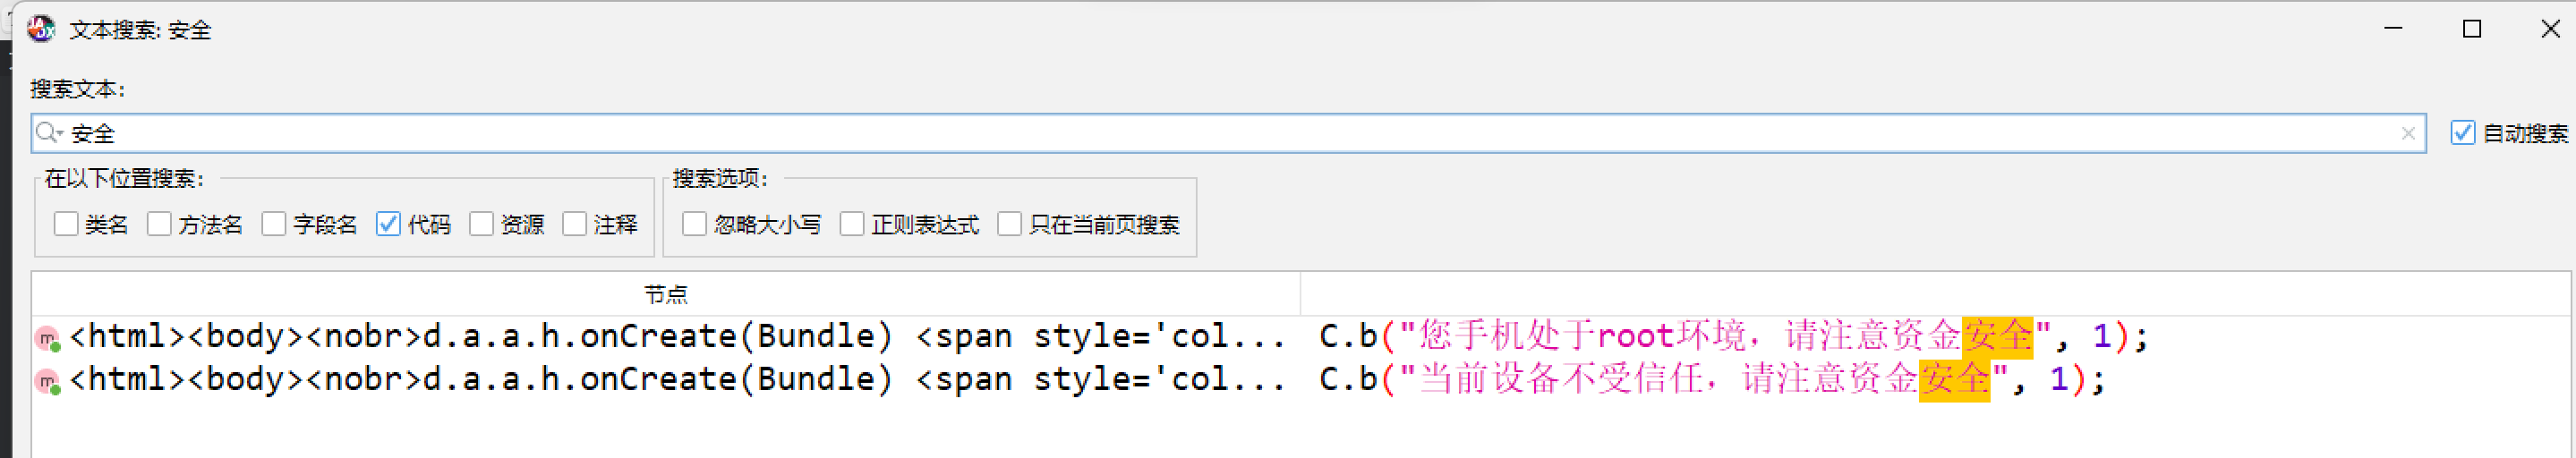 文本搜索: 安全
搜索文本:
安全
自动搜索
在以下位置搜索:
搜索选项:
类名 方法名 字段名 代码 资源 注释
忽略大小写 正则表达式 只在当前页搜索
节点
<html><body><nobr>d.a.a.h.onCreate(Bundle) <span style='col... C.b("您手机处于root环境，请注意资金安全", 1);
<html><body><nobr>d.a.a.h.onCreate(Bundle) <span style='col... C.b("当前设备不受信任，请注意资金安全", 1);